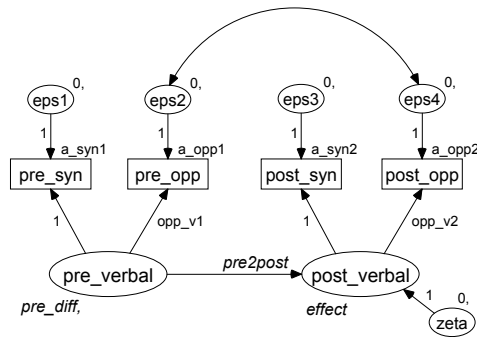 0, 0, 0, 0,
eps1 eps2 eps3 eps4
1 1 1 1
a_syn1 a_opp1 a_syn2 a_opp2
pre_syn pre_opp post_syn post_opp
1 opp_v1 1 opp_v2
pre2post
pre_verbal post_verbal
pre_diff, effect
1 0,
zeta